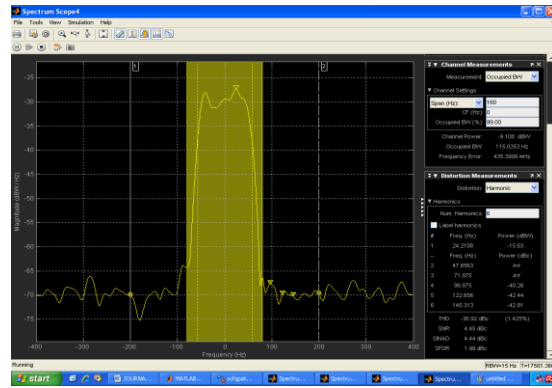 Spectrum Scope4
File Tools View Simulation Help
Channel Measurements
Measurement: Occupied BW
Channel Settings
Span (Hz) 160
CF (Hz) 0
Occupied BW (%) 99.00
Channel Power: -9.100 dBW
Occupied BW: 115.0353 Hz
Frequency Error: 435.3999 mHz
Distortion Measurements
Distortion: Harmonic
Harmonics
Num. Harmonics: 6
Label harmonics
# Freq (Hz) Power (dBW)
1 24.2138 -15.63
-- Freq (Hz) Power (dBc)
2 47.6563 -Inf
3 71.875 -Inf
4 96.875 -40.28
5 122.656 -42.44
6 145.313 -42.81
THD: -36.92 dBc (1.425%)
SNR: 4.45 dBc
SINAD: 4.44 dBc
SFDR: 1.99 dBc
Magnitude (dBW/Hz)
-25
-30
-35
-40
-45
-50
-55
-60
-65
-70
-75
1
2
-400 -300 -200 -100 0 100 200 300 400
Frequency (Hz)
Running
RBW=15 Hz
start
JOURNA...
MATLAB...
Spectru...
Spectru...
Spectru...
Spectru...
untitled